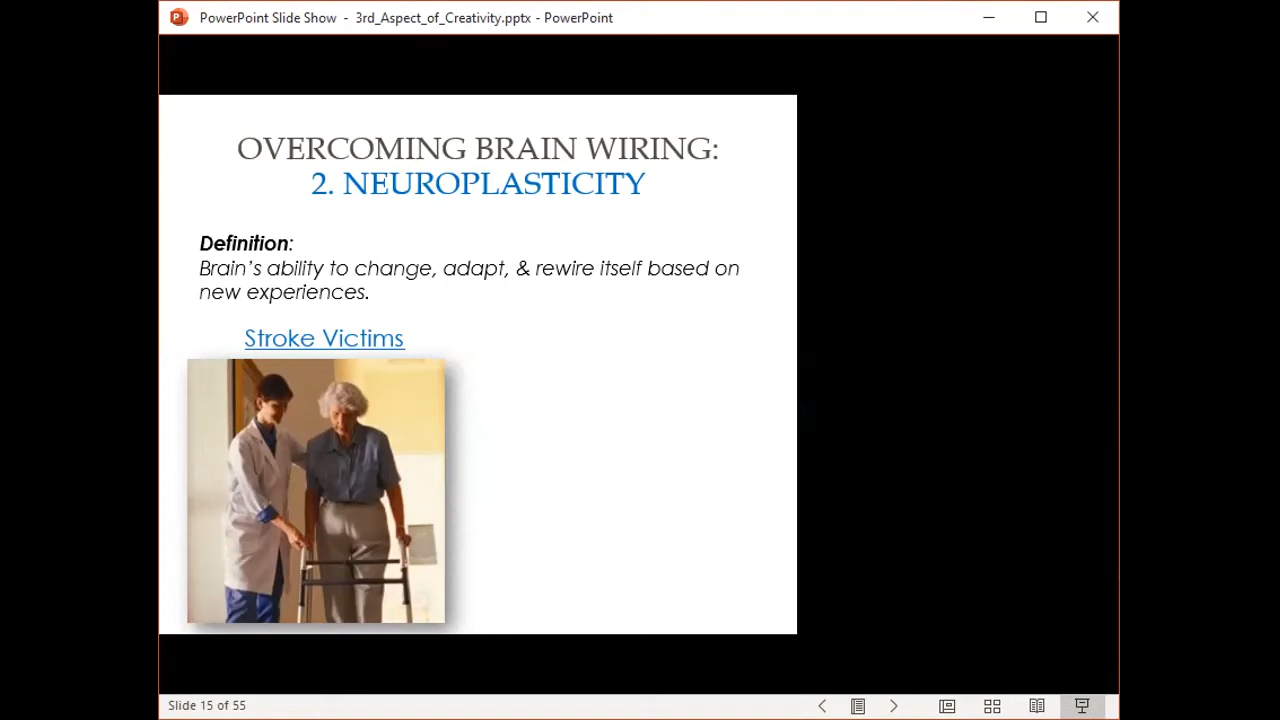 PowerPoint Slide Show - 3rd_Aspect_of_Creativity.pptx - PowerPoint
OVERCOMING BRAIN WIRING:
2. NEUROPLASTICITY
Definition:
Brain's ability to change, adapt, & rewire itself based on
new experiences.
Stroke Victims
Slide 15 of 55